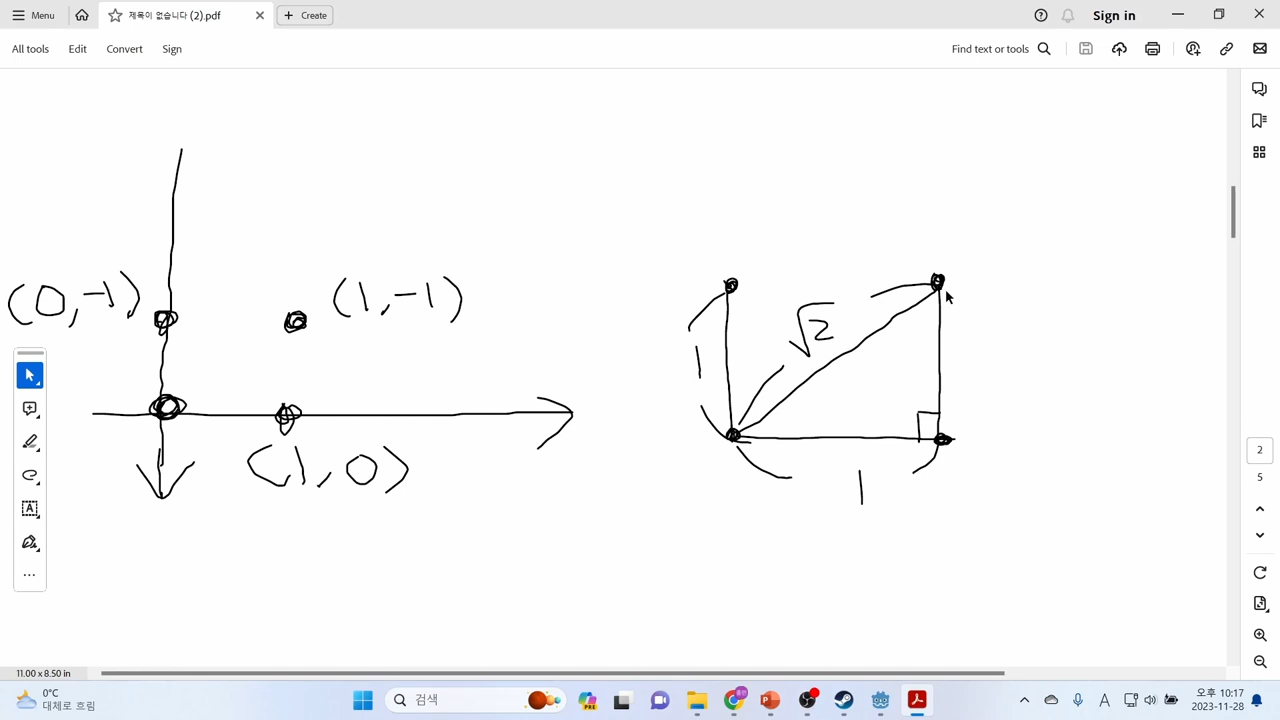 Menu
제목이 없습니다 (2).pdf
Create
Sign in
All tools
Edit
Convert
Sign
Find text or tools
(0,-1)
(1,-1)
(1,0)
√2
1
1
2
5
11.00 x 8.50 in
0°C
대체로 흐림
검색
PRE
A
오후 10:17
2023-11-28